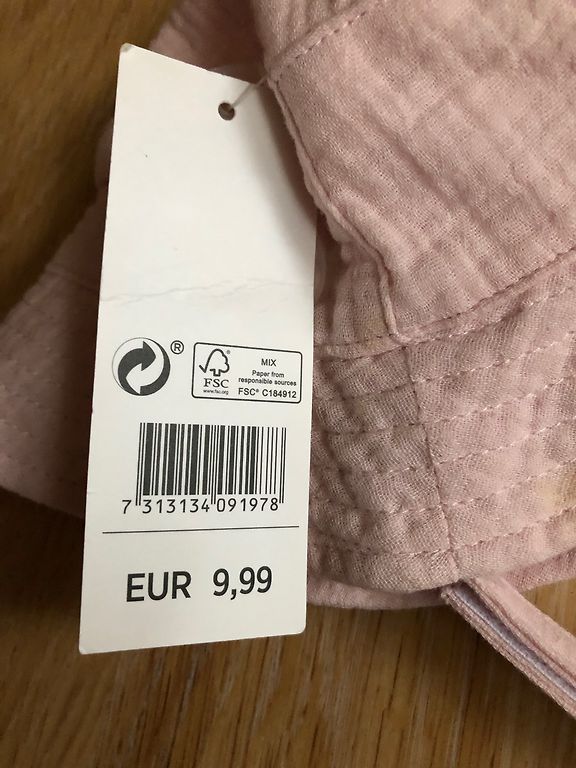 ®
FSC
www.fsc.org
MIX
Paper from
responsible sources
FSC® C184912
7 313134 091978
EUR 9,99